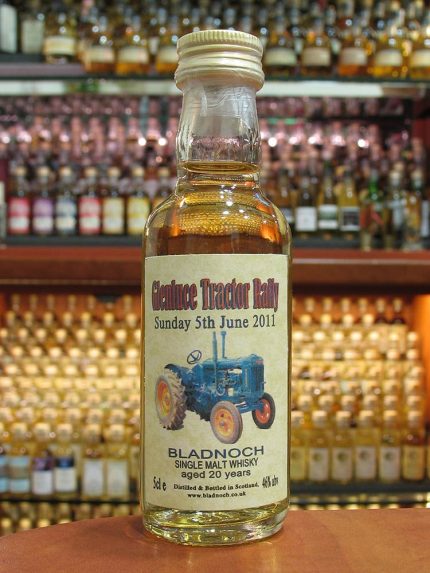 Glenluce Tractor Rally
Sunday 5th June 2011
BLADNOCH
SINGLE MALT WHISKY
aged 20 years
5cl e
Distilled & Bottled in Scotland,
46% abv
www.bladnoch.co.uk